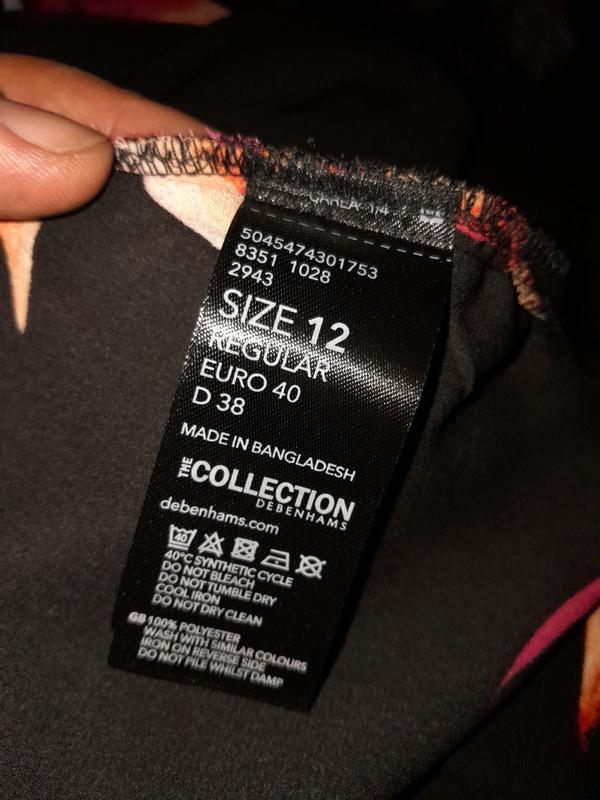 5045474301753
8351 1028
2943
SIZE 12
REGULAR
EURO 40
D 38
MADE IN BANGLADESH
THE COLLECTION
DEBENHAMS
debenhams.com
40
40°C SYNTHETIC CYCLE
DO NOT BLEACH
DO NOT TUMBLE DRY
COOL IRON
DO NOT DRY CLEAN
GB 100% POLYESTER
WASH WITH SIMILAR COLOURS
IRON ON REVERSE SIDE
DO NOT PILE WHILST DAMP